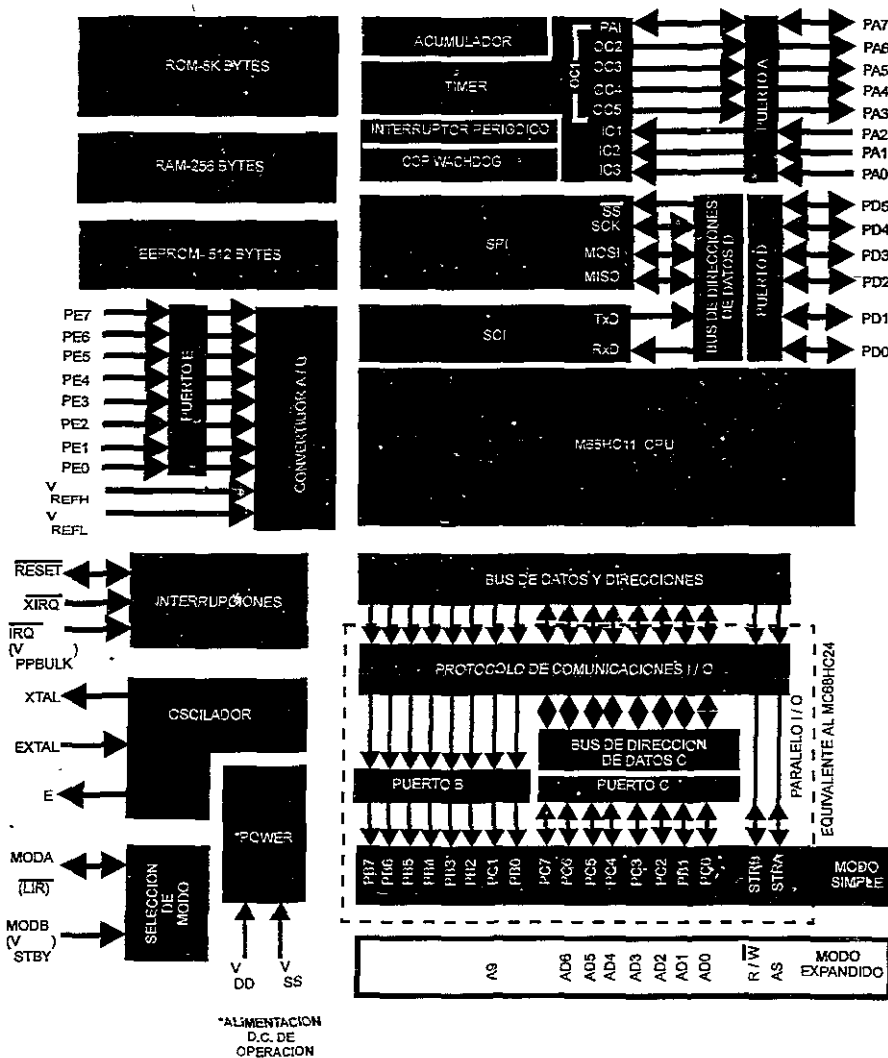 ROM-8K BYTES
RAM-256 BYTES
EEPROM-512 BYTES
ACUMULADOR
TIMER
INTERRUPTOR PERIODICO
COP WACHDOG
OC1
PAI
OC2
OC3
OC4
OC5
IC1
IC2
IC3
PUERTO A
PA7
PA6
PA5
PA4
PA3
PA2
PA1
PA0
SPI
SS
SCK
MOSI
MISO
SCI
TxD
RxD
BUS DE DIRECCIONES
DE DATOS D
PUERTO D
PD5
PD4
PD3
PD2
PD1
PD0
PE7
PE6
PE5
PE4
PE3
PE2
PE1
PE0
V
REFH
V
REFL
PUERTO E
CONVERTIDOR A / D
M68HC11 CPU
RESET
XIRQ
IRQ
(V )
PPBULK
INTERRUPCIONES
XTAL
EXTAL
E
OSCILADOR
*POWER
MODA
(LIR)
MODB
(V )
STBY
SELECCION
DE
MODO
V
DD
V
SS
*ALIMENTACION
D.C. DE
OPERACION
BUS DE DATOS Y DIRECCIONES
PROTOCOLO DE COMUNICACIONES I / O
BUS DE DIRECCION
DE DATOS C
PUERTO B
PUERTO C
PARALELO I / O
EQUIVALENTE AL MC68HC24
PB7
PB6
PB5
PB4
PB3
PB2
PC1
PB0
PC7
PC6
PC5
PC4
PC3
PC2
PB1
PC0
STRB
STRA
MODO
SIMPLE
A9
AD6
AD5
AD4
AD3
AD2
AD1
AD0
R / W
AS
MODO
EXPANDIDO